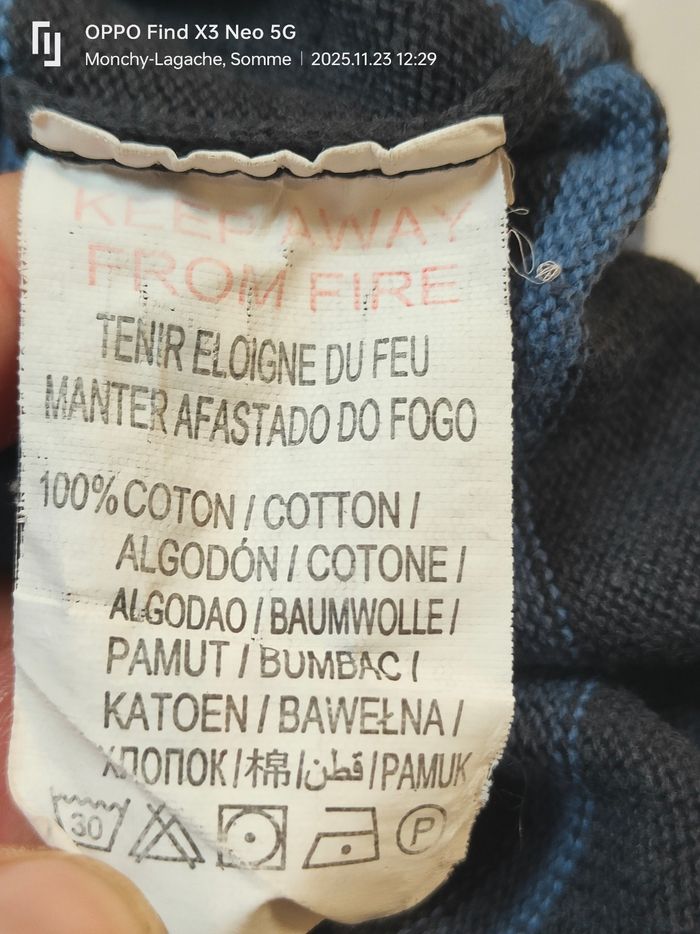 OPPO Find X3 Neo 5G
Monchy-Lagache, Somme | 2025.11.23 12:29
KEEP AWAY
FROM FIRE
TENIR ELOIGNE DU FEU
MANTER AFASTADO DO FOGO
100% COTON / COTTON /
ALGODÓN / COTONE /
ALGODAO / BAUMWOLLE /
PAMUT / BUMBAC /
KATOEN / BAWEŁNA /
ХЛОПОК / 棉 / قطن / PAMUK
30 P